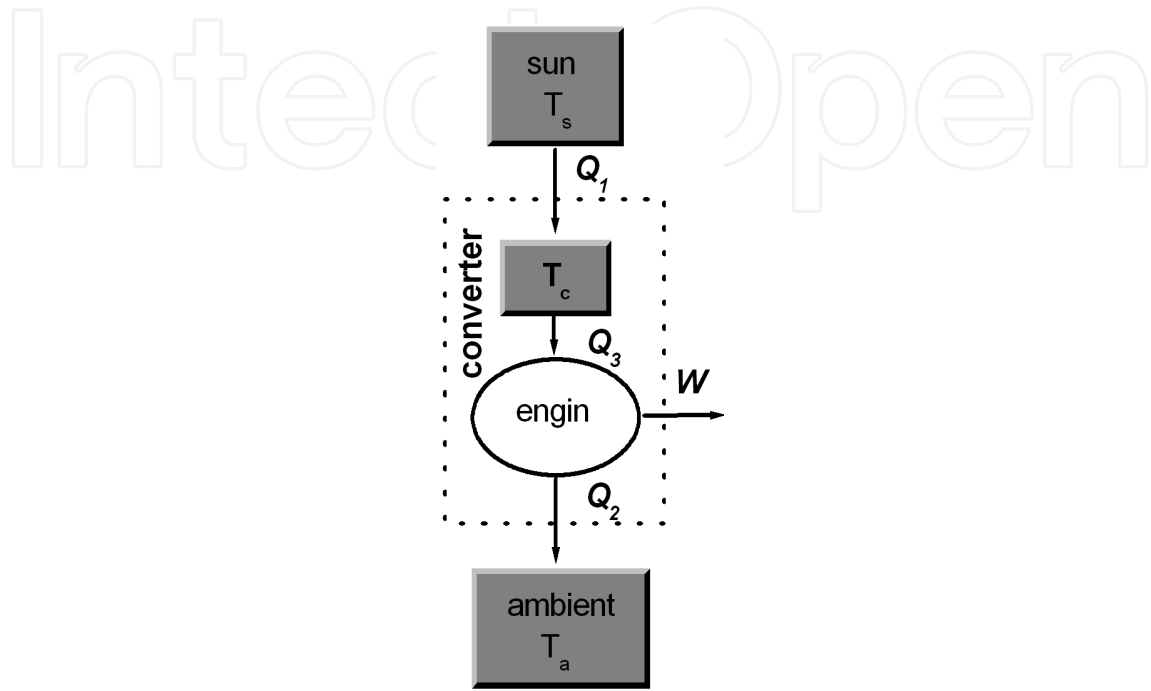 IntechOpen
sun
Ts
Q1
converter
Tc
Q3
engin
W
Q2
ambient
Ta